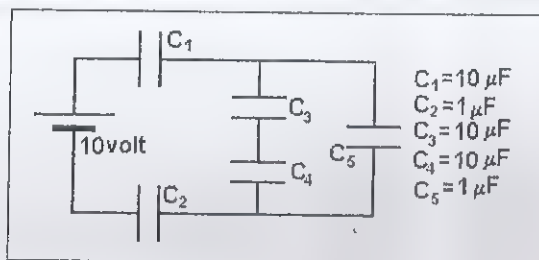 C₁
C₁=10 μF
C₂=1 μF
C₃
C₃=10 μF
10volt
C₅
C₄=10 μF
C₄
C₅=1 μF
C₂